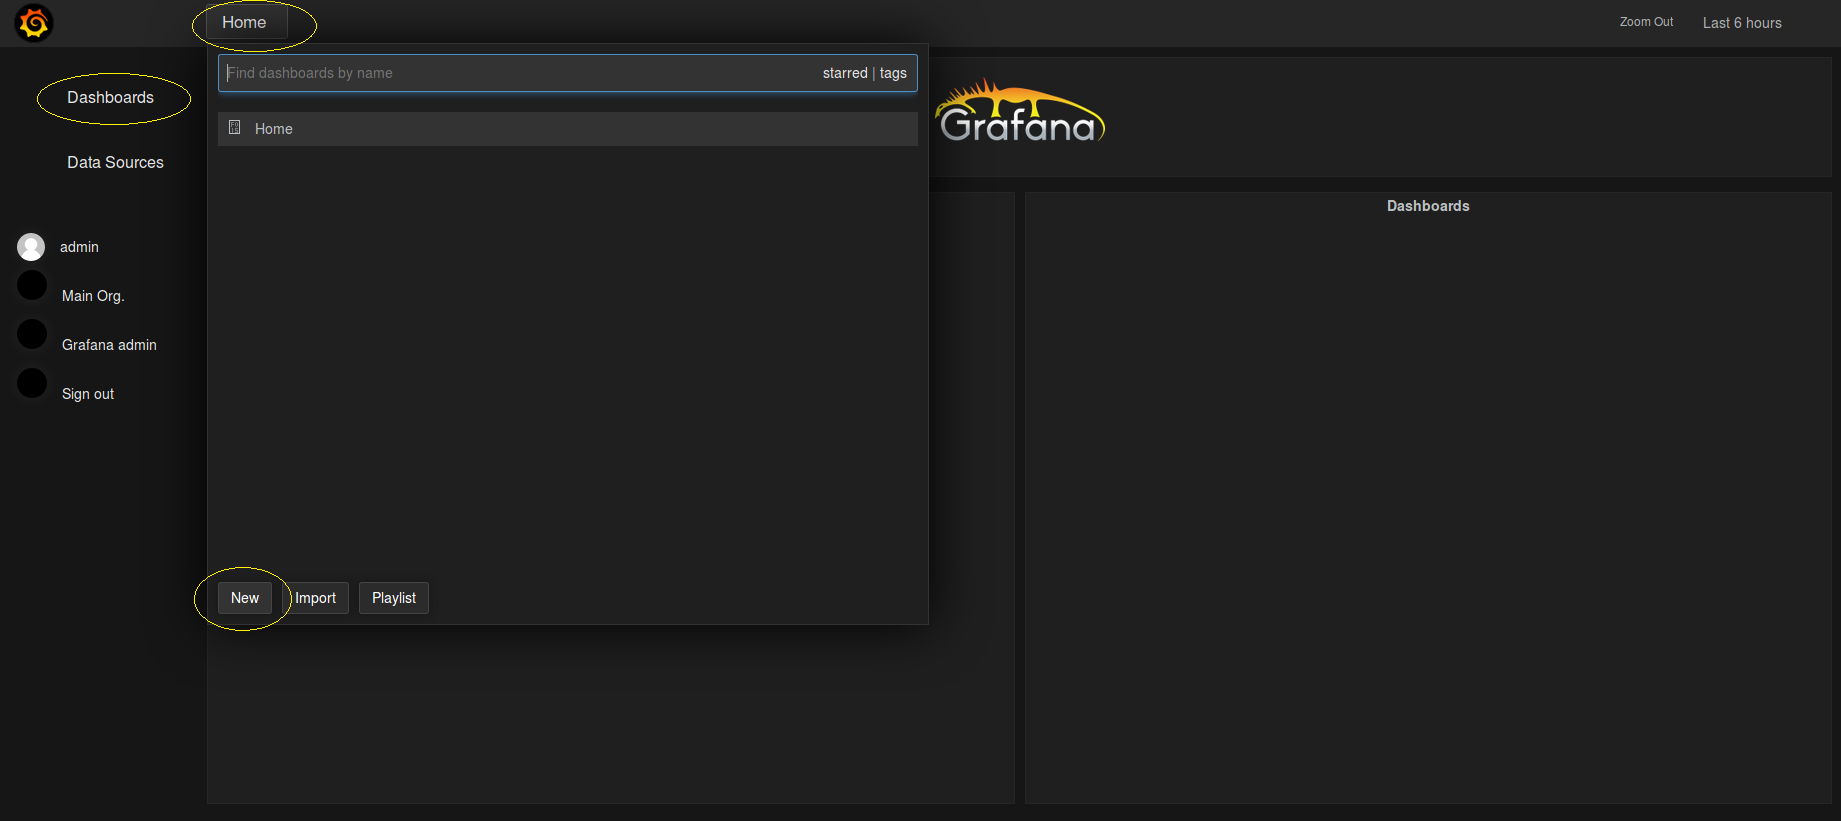 Home
Zoom Out
Last 6 hours
Dashboards
Data Sources
admin
Main Org.
Grafana admin
Sign out
Find dashboards by name
starred | tags
Home
New
Import
Playlist
Grafana
Dashboards